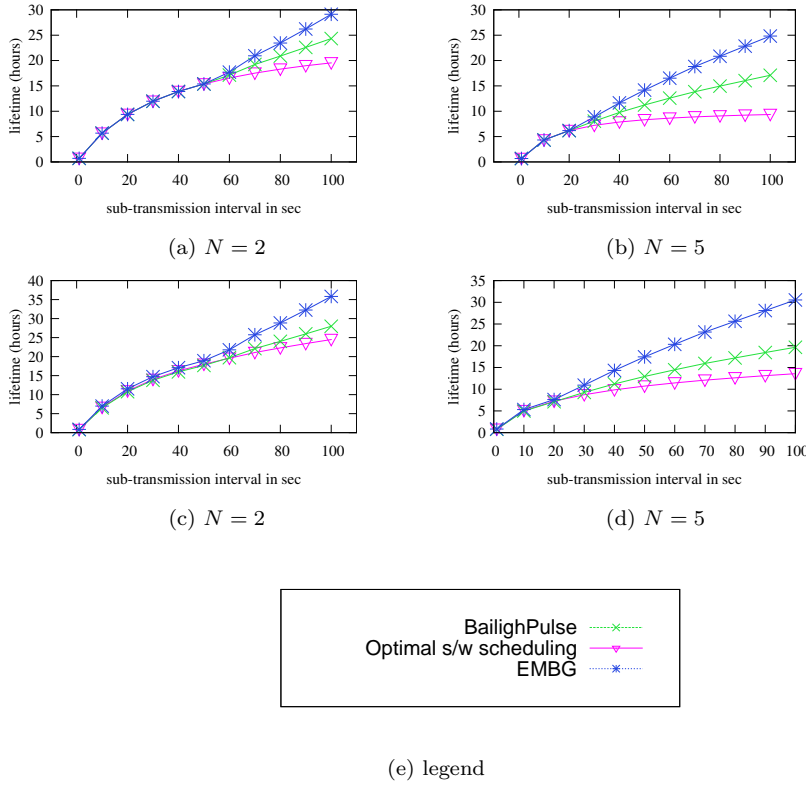 lifetime (hours)
30
25
20
15
10
5
0
0 20 40 60 80 100
sub-transmission interval in sec
(a) N = 2
lifetime (hours)
30
25
20
15
10
5
0
0 20 40 60 80 100
sub-transmission interval in sec
(b) N = 5
lifetime (hours)
40
35
30
25
20
15
10
5
0
0 20 40 60 80 100
sub-transmission interval in sec
(c) N = 2
lifetime (hours)
35
30
25
20
15
10
5
0
0 10 20 30 40 50 60 70 80 90 100
sub-transmission interval in sec
(d) N = 5
BailighPulse
Optimal s/w scheduling
EMBG
(e) legend